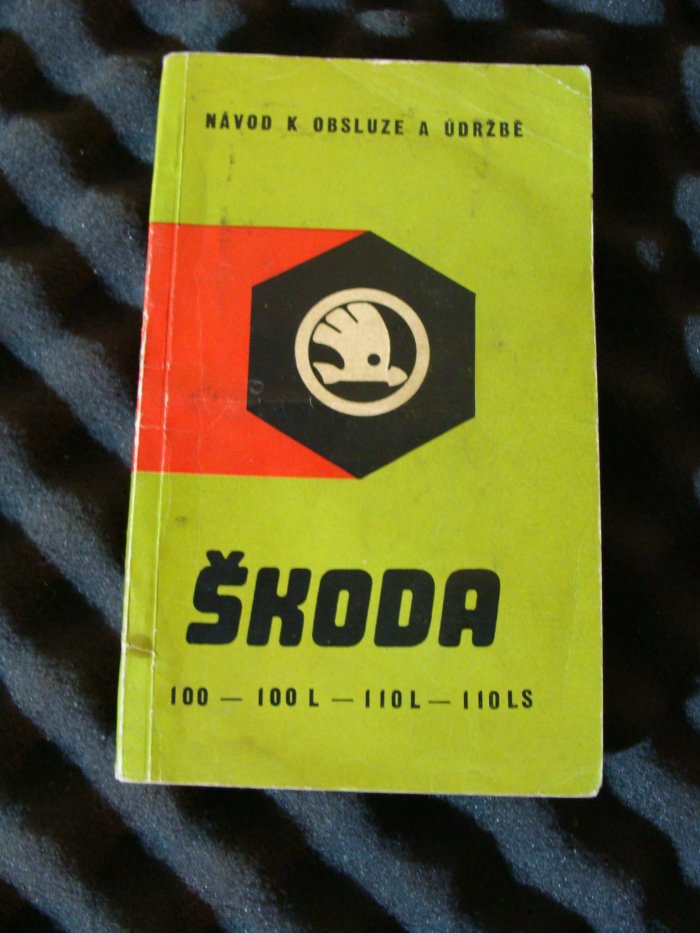 NÁVOD K OBSLUZE A ÚDRŽBĚ
ŠKODA
100 — 100 L — 110 L — 110 LS